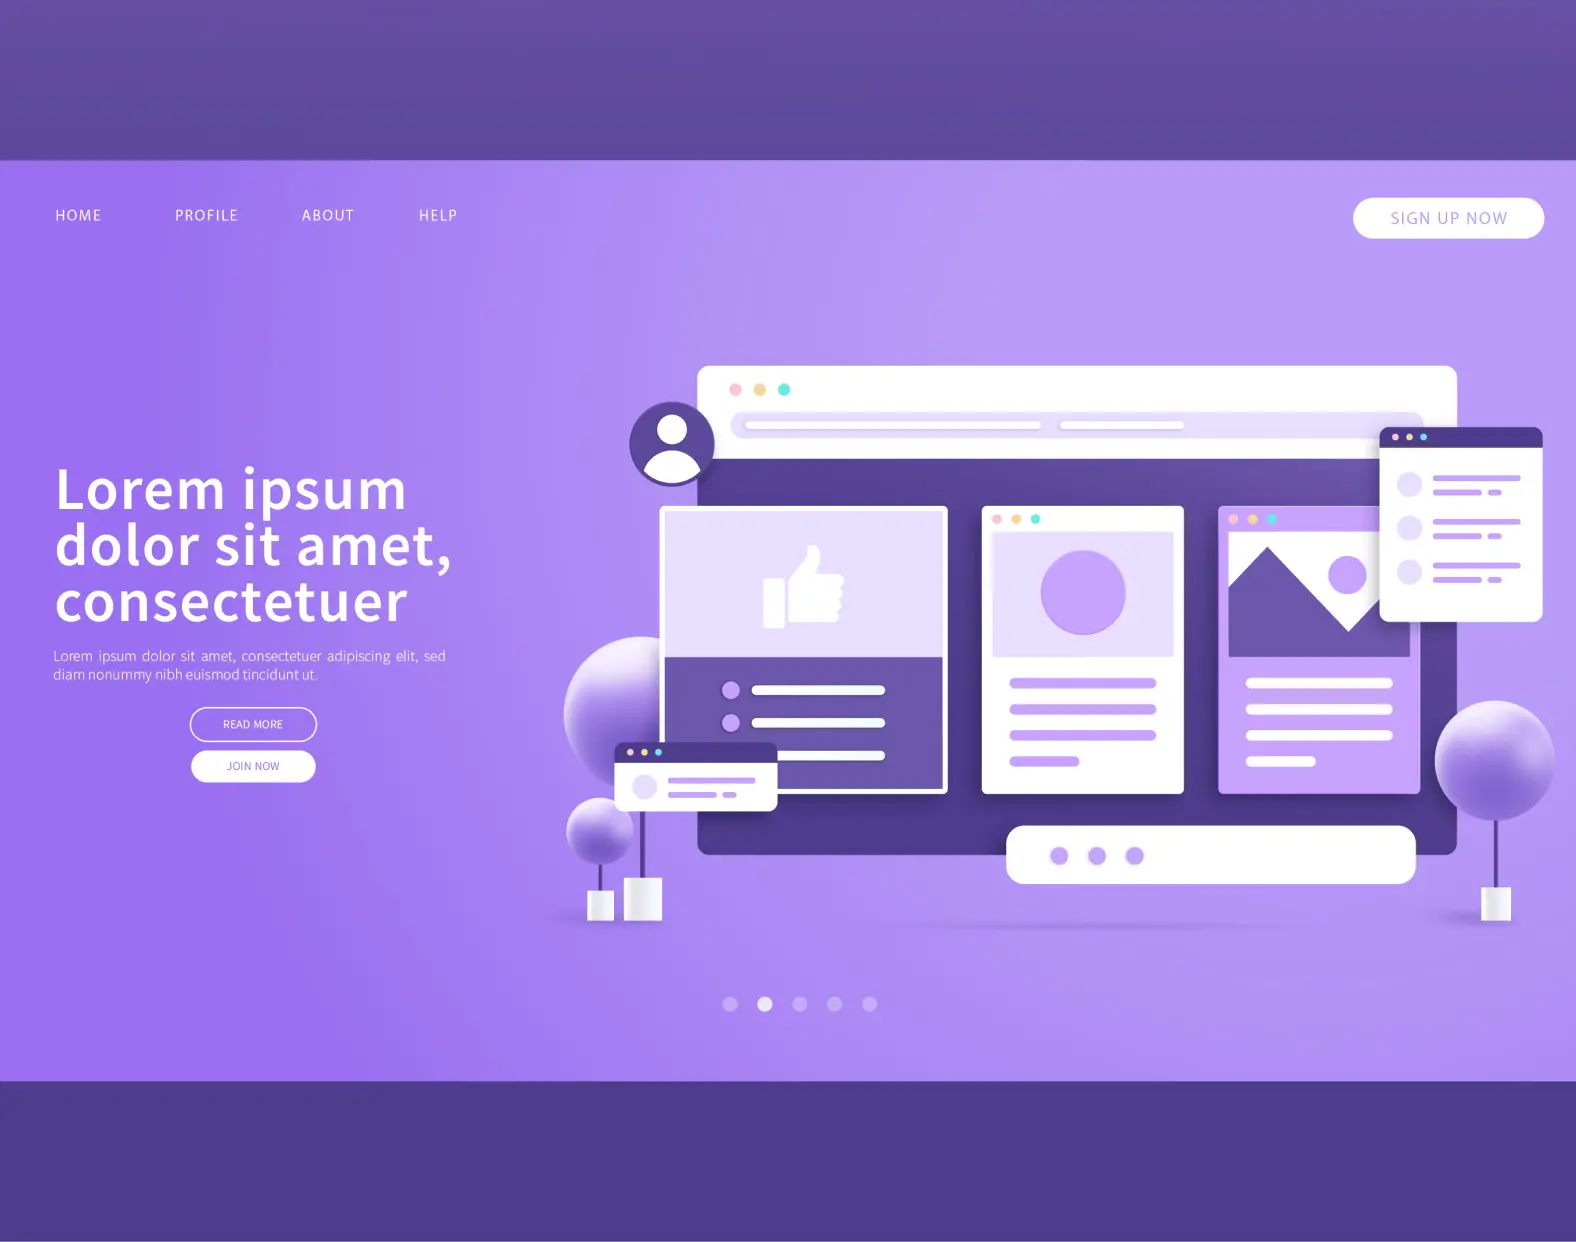 HOME PROFILE ABOUT HELP
SIGN UP NOW
Lorem ipsum
dolor sit amet,
consectetuer
Lorem ipsum dolor sit amet, consectetuer adipiscing elit, sed
diam nonummy nibh euismod tincidunt ut.
READ MORE
JOIN NOW